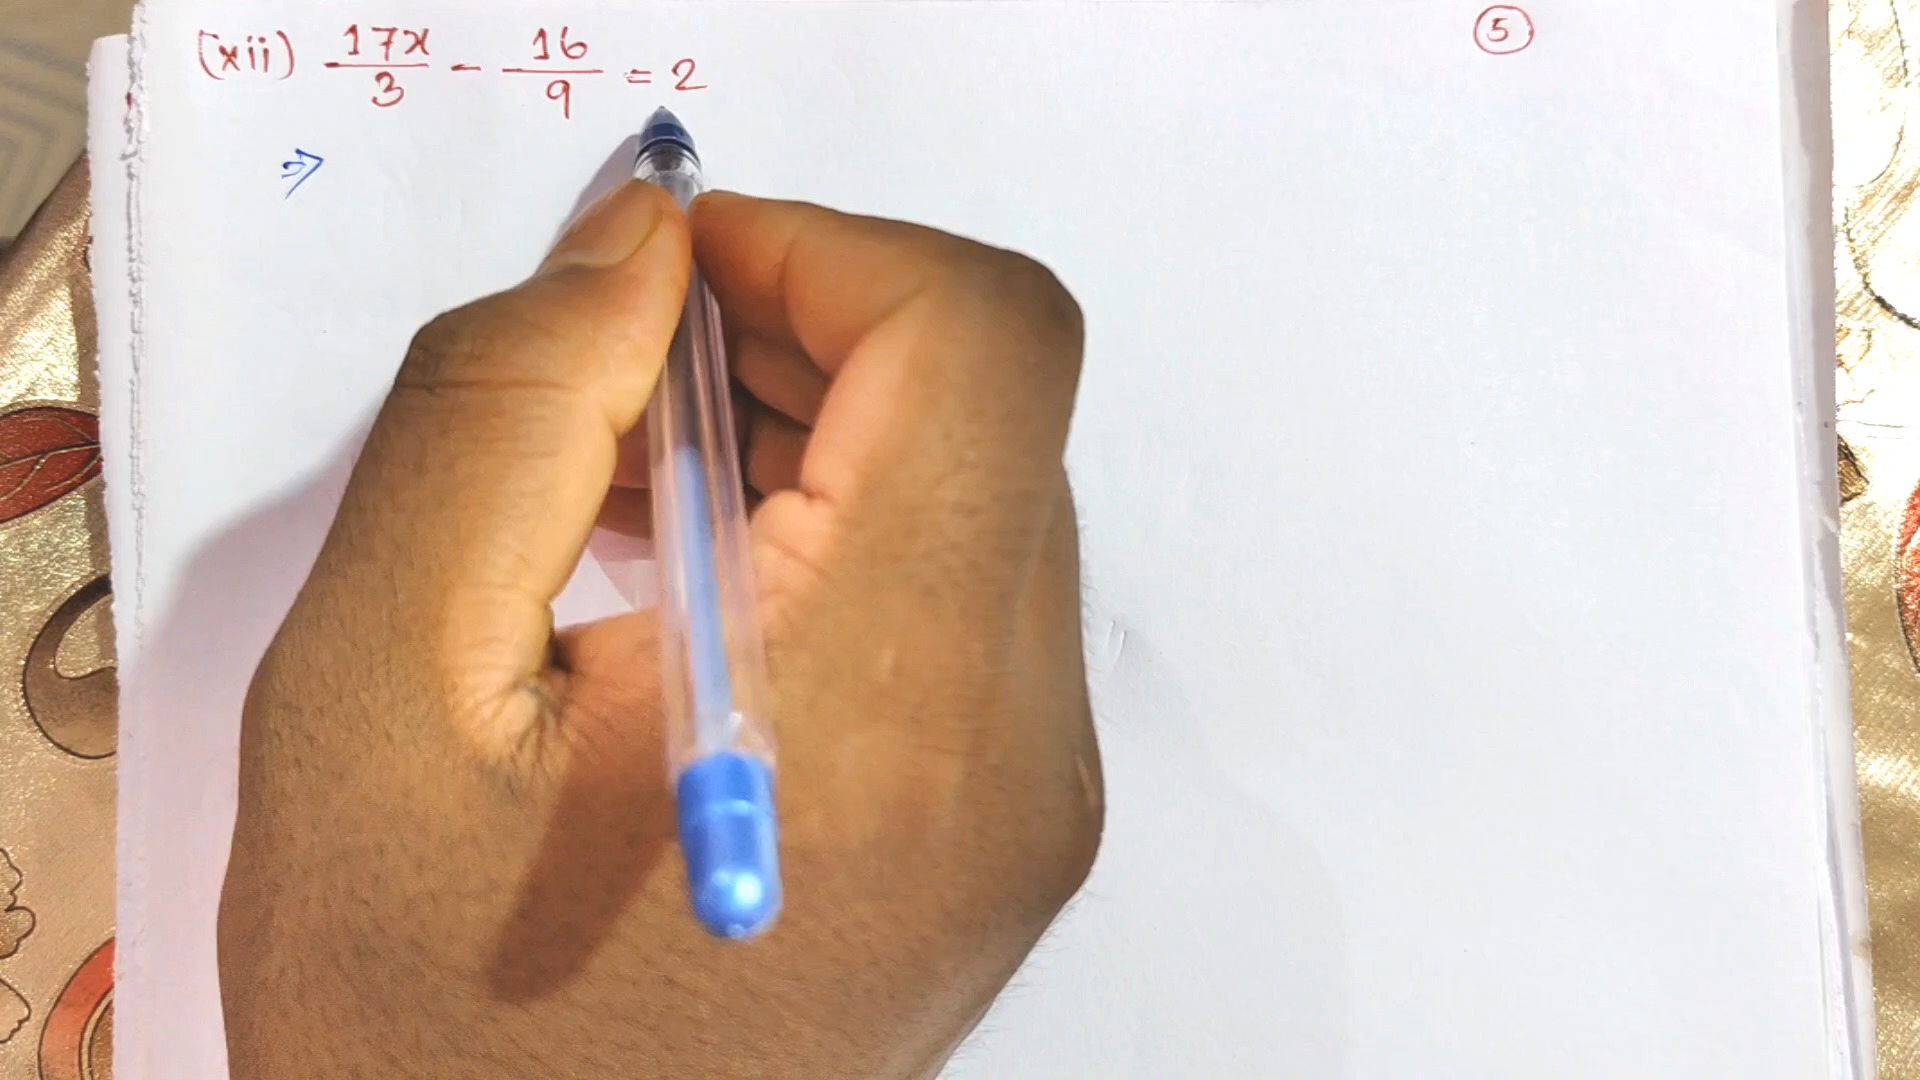 (xii) 17x/3 - 16/9 = 2
5
⇒